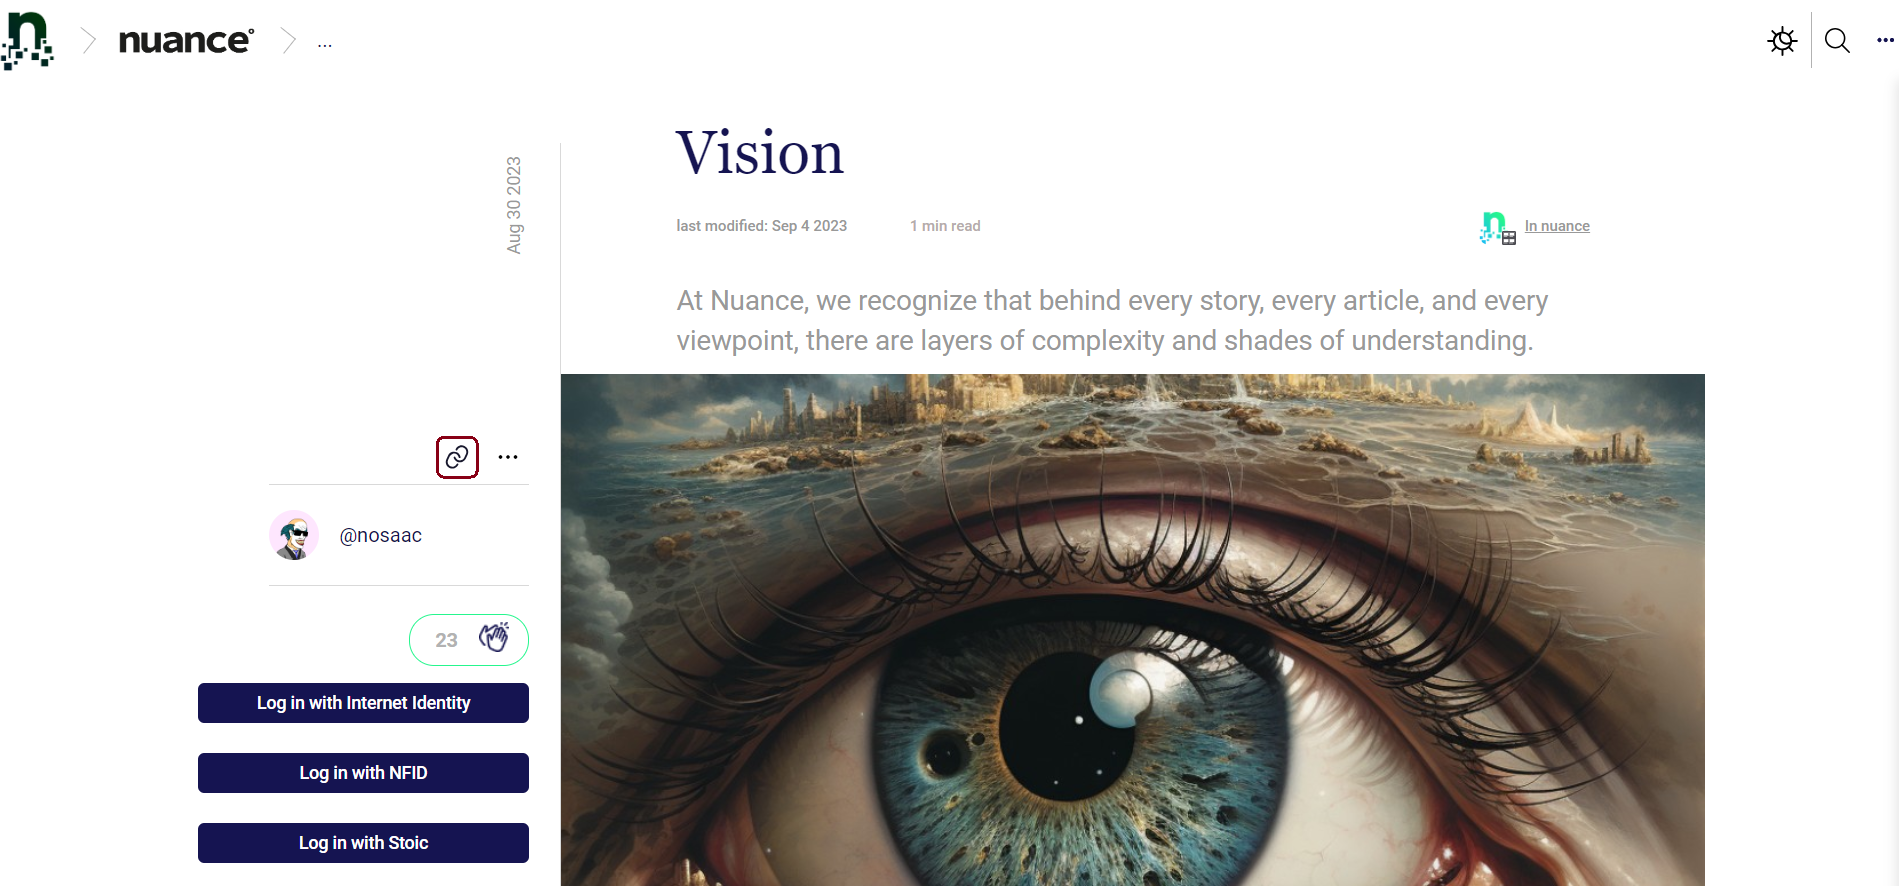 nuance°
...
Vision
Aug 30 2023
last modified: Sep 4 2023
1 min read
In nuance
At Nuance, we recognize that behind every story, every article, and every
viewpoint, there are layers of complexity and shades of understanding.
@nosaac
23
Log in with Internet Identity
Log in with NFID
Log in with Stoic